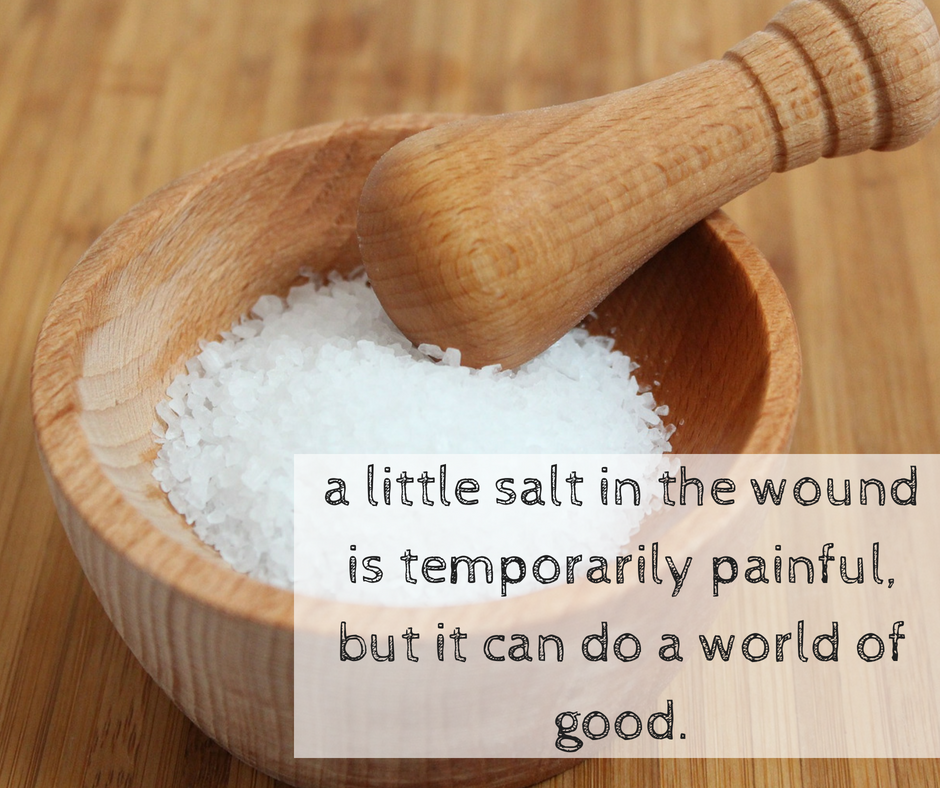 a little salt in the wound
is temporarily painful,
but it can do a world of
good.